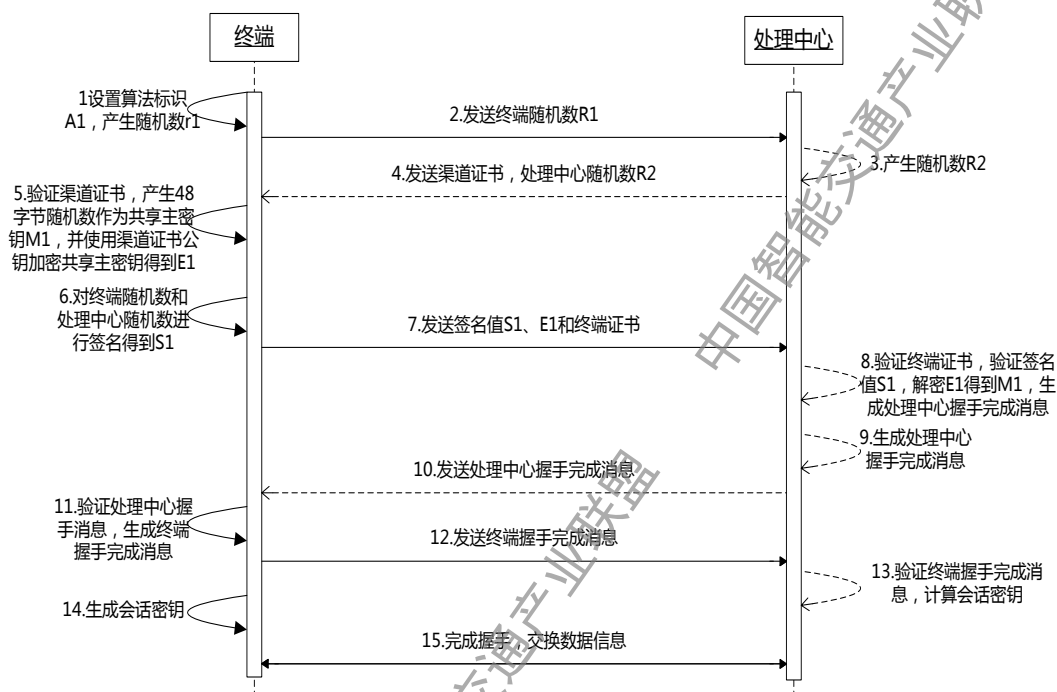 终端
处理中心
1设置算法标识
A1，产生随机数r1
2.发送终端随机数R1
3.产生随机数R2
4.发送渠道证书，处理中心随机数R2
5.验证渠道证书，产生48
字节随机数作为共享主密
钥M1，并使用渠道证书公
钥加密共享主密钥得到E1
6.对终端随机数和
处理中心随机数进
行签名得到S1
7.发送签名值S1、E1和终端证书
8.验证终端证书，验证签名
值S1，解密E1得到M1，生
成处理中心握手完成消息
9.生成处理中心
握手完成消息
10.发送处理中心握手完成消息
11.验证处理中心握
手消息，生成终端
握手完成消息
12.发送终端握手完成消息
13.验证终端握手完成消
息，计算会话密钥
14.生成会话密钥
15.完成握手，交换数据信息
中国智能交通产业联
交通产业联盟